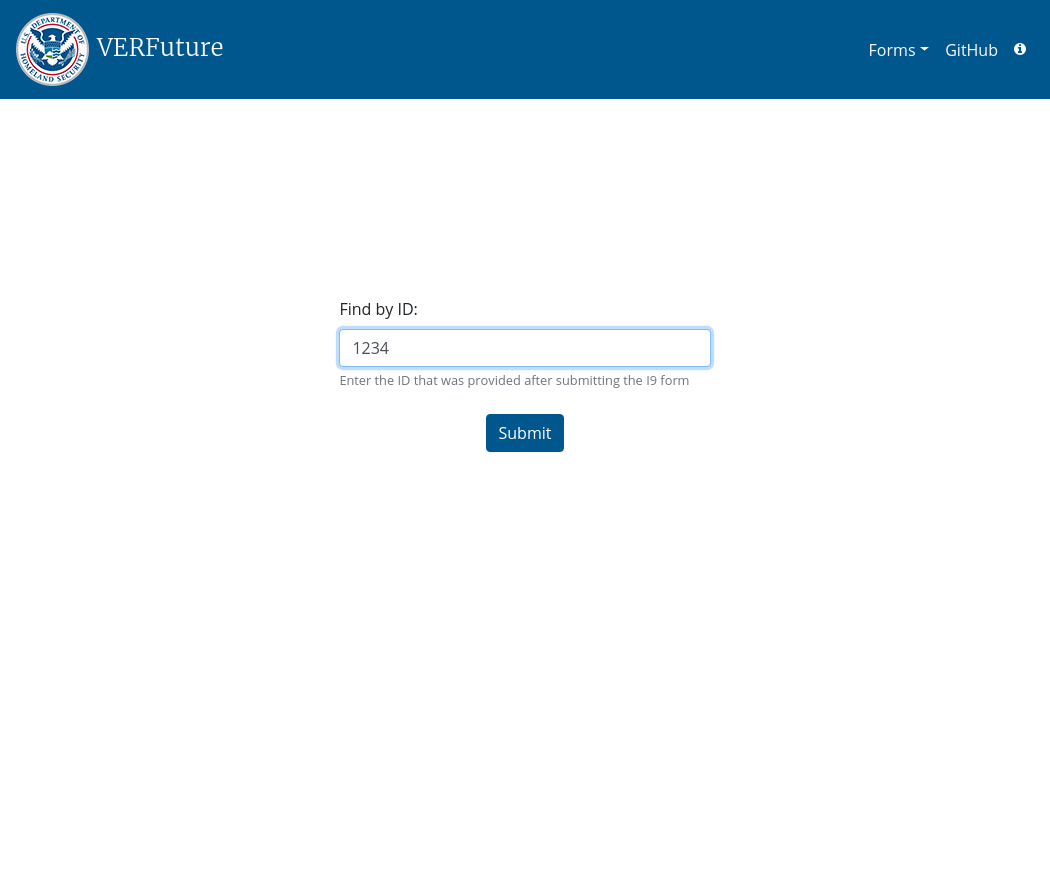 U.S. DEPARTMENT OF HOMELAND SECURITY
VERFuture
Forms
GitHub
Find by ID:
1234
Enter the ID that was provided after submitting the I9 form
Submit